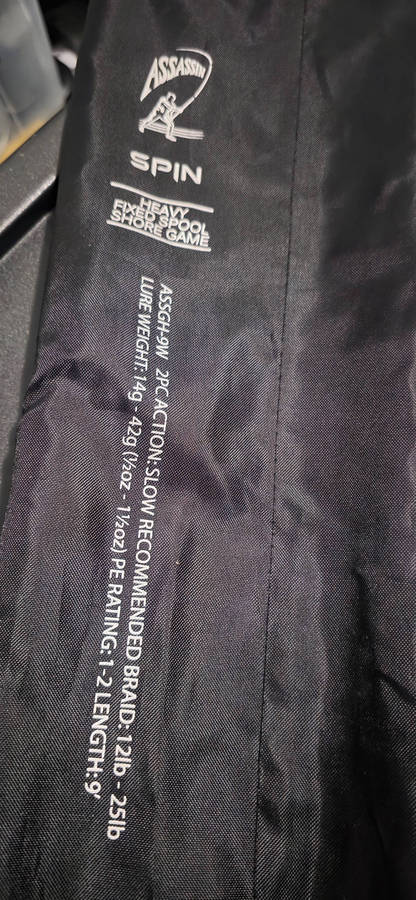 ASSASSIN
SPIN
HEAVY
FIXED SPOOL
SHORE GAME
ASSGH-9W 2PC ACTION: SLOW RECOMMENDED BRAID: 12lb - 25lb
LURE WEIGHT: 14g - 42g (½oz - 1½oz) PE RATING: 1-2 LENGTH: 9'